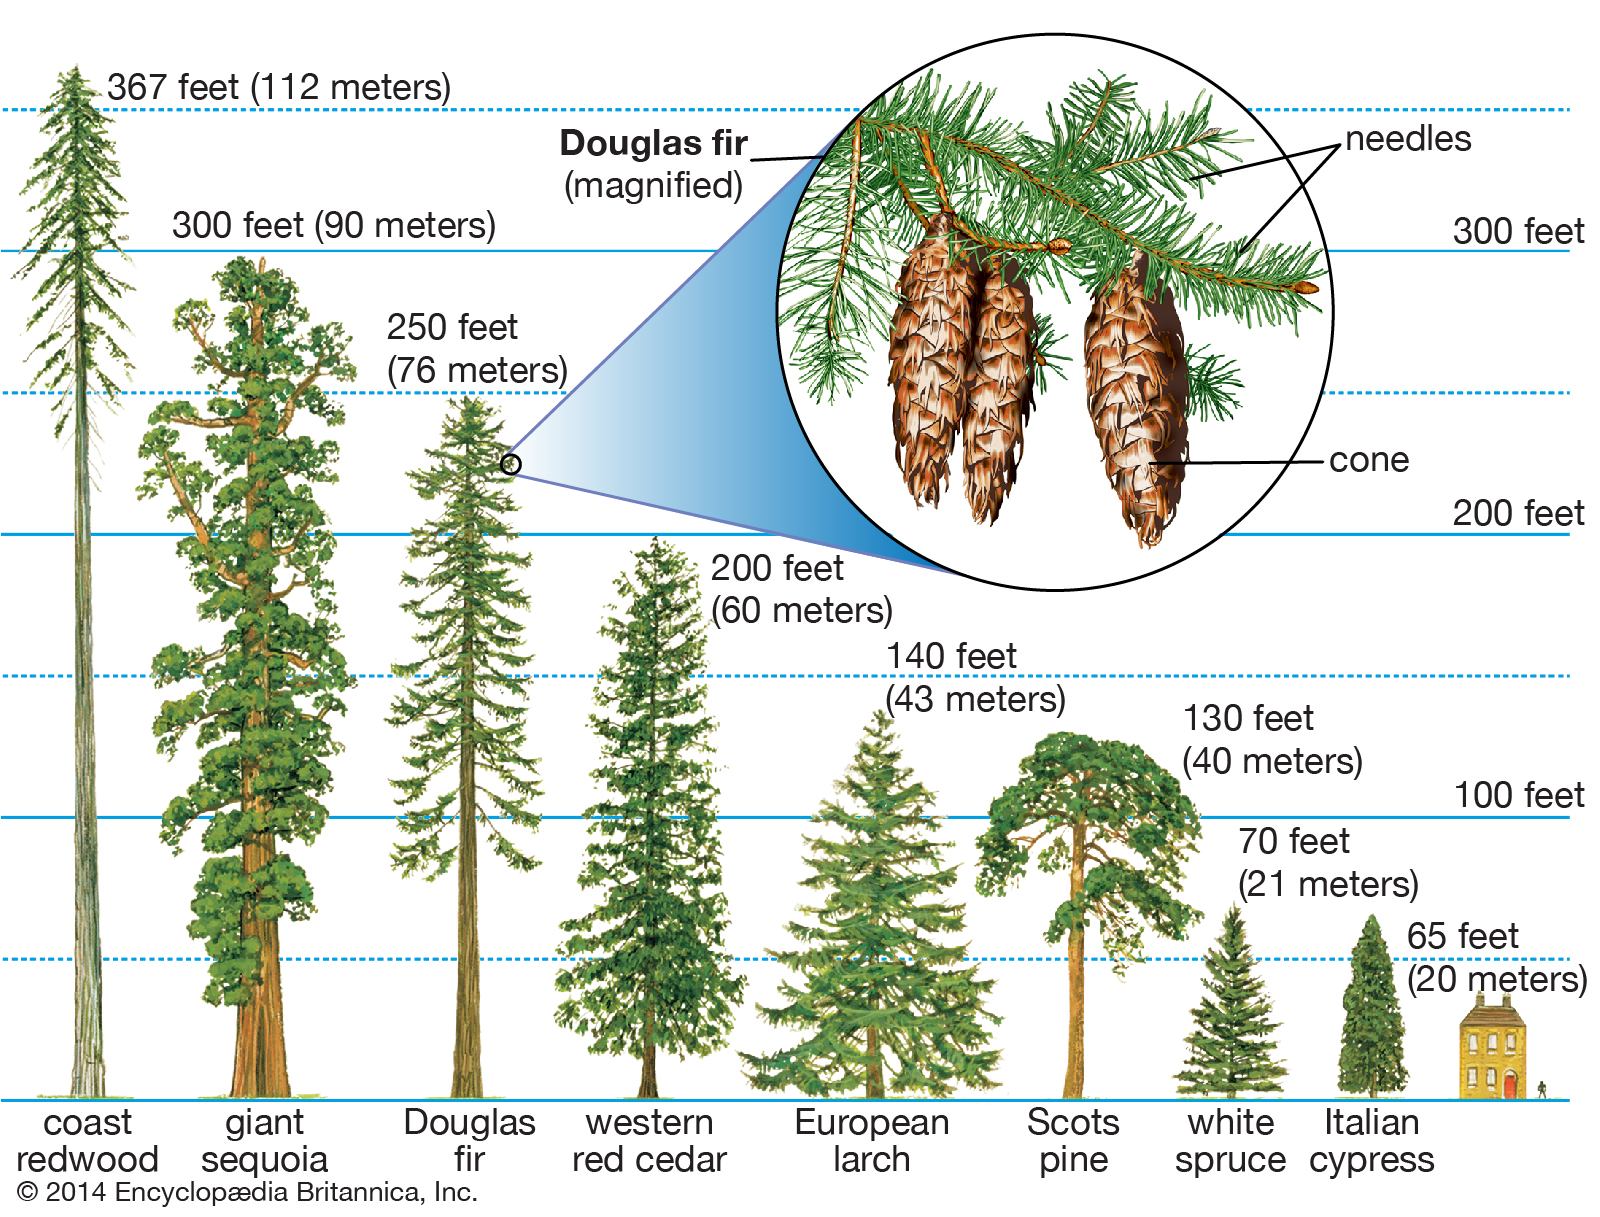 367 feet (112 meters)
Douglas fir
(magnified)
needles
300 feet (90 meters)
300 feet
250 feet
(76 meters)
cone
200 feet
200 feet
(60 meters)
140 feet
(43 meters)
130 feet
(40 meters)
100 feet
70 feet
(21 meters)
65 feet
(20 meters)
coast
redwood
giant
sequoia
Douglas
fir
western
red cedar
European
larch
Scots
pine
white
spruce
Italian
cypress
© 2014 Encyclopædia Britannica, Inc.